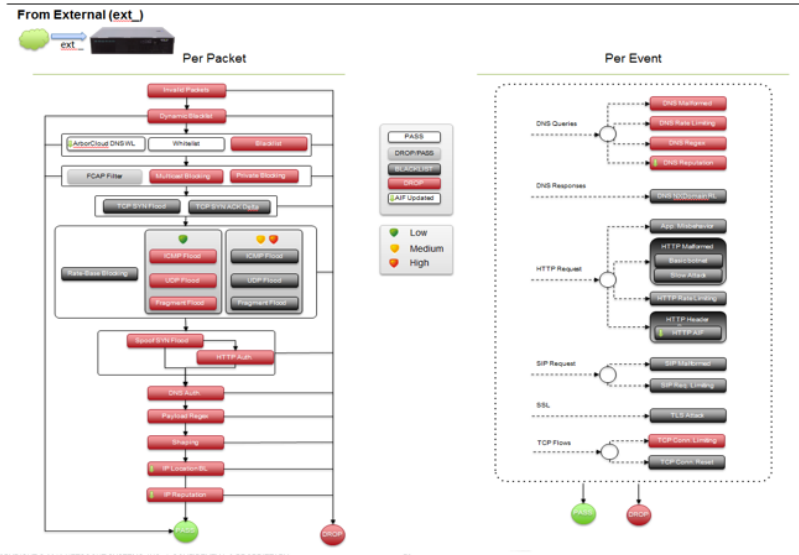 From External (ext_)
ext_
Per Packet
Per Event
Invalid Packets
Dynamic Blacklist
ArborCloud DNS WL
Whitelist
Blacklist
FCAP Filter
Multicast Blocking
Private Blocking
TCP SYN Flood
TCP SYN ACK Delta
Rate-Base Blocking
ICMP Flood
UDP Flood
Fragment Flood
ICMP Flood
UDP Flood
Fragment Flood
Spoof SYN Flood
HTTP Auth
DNS Auth
Payload Regex
Shaping
IP Location BL
IP Reputation
PASS
DROP
PASS
DROP/PASS
BLACKLIST
DROP
AIF Updated
Low
Medium
High
DNS Queries
DNS Malformed
DNS Rate Limiting
DNS Regex
DNS Reputation
DNS Responses
DNS NXDomain RL
HTTP Request
App. Misbehavior
HTTP Malformed
Basic botnet
Slow Attack
HTTP Rate Limiting
HTTP Header
HTTP AIF
SIP Request
SIP Malformed
SIP Req. Limiting
SSL
TLS Attack
TCP Flows
TCP Conn. Limiting
TCP Conn. Reset
PASS
DROP